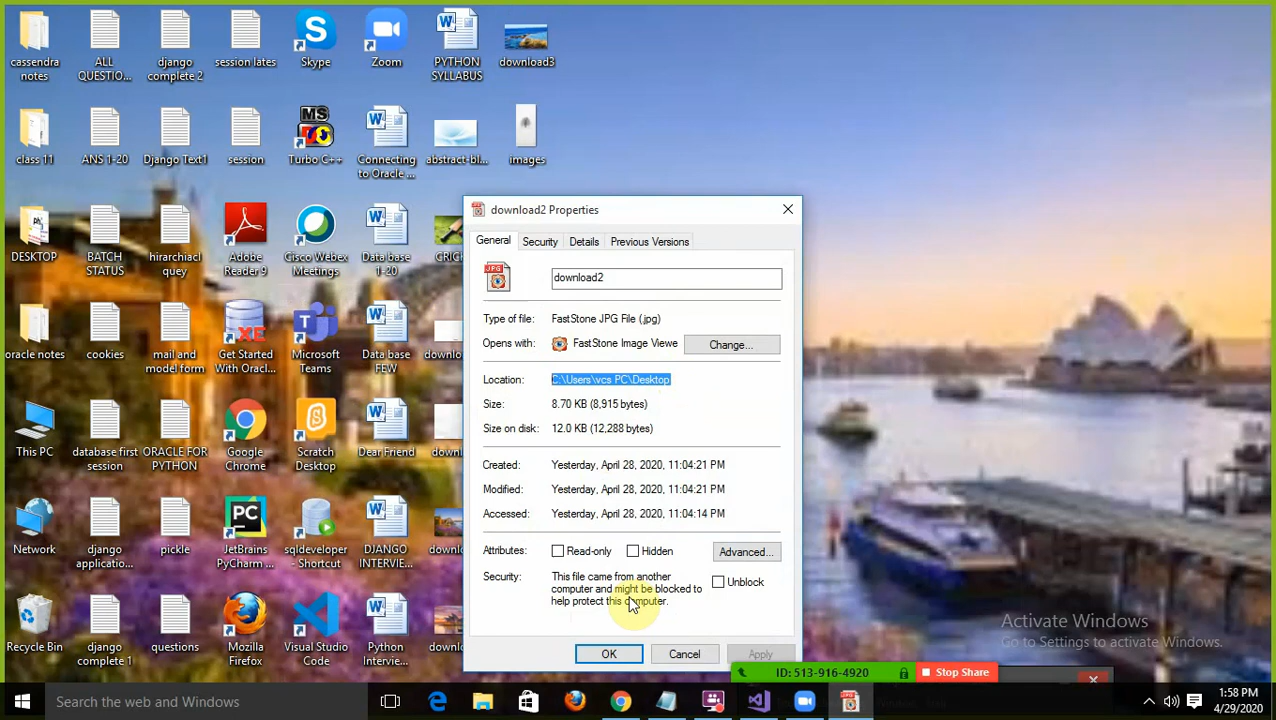 cassendra notes
ALL QUESTIO...
django complete 2
session lates
Skype
Zoom
PYTHON SYLLABUS
download3
class 11
ANS 1-20
Django Text1
session
Turbo C++
Connecting to Oracle ...
abstract-bl...
images
DESKTOP
BATCH STATUS
hirarchiacl quey
Adobe Reader 9
Cisco Webex Meetings
Data base 1-20
CRIC
oracle notes
cookies
mail and model form
Get Started With Oracl...
Microsoft Teams
Data base FEW
downlo
This PC
database first session
ORACLE FOR PYTHON
Google Chrome
Scratch Desktop
Dear Friend
downl
Network
django applicatio...
pickle
JetBrains PyCharm ...
sqldeveloper - Shortcut
DJANGO INTERVIE...
downl
Recycle Bin
django complete 1
questions
Mozilla Firefox
Visual Studio Code
Python Intervie...
downl
download2 Properties
General
Security
Details
Previous Versions
JPG
download2
Type of file:
FastStone JPG File (.jpg)
Opens with:
FastStone Image Viewe
Change...
Location:
C:\Users\vcs PC\Desktop
Size:
8.70 KB (8,915 bytes)
Size on disk:
12.0 KB (12,288 bytes)
Created:
Yesterday, April 28, 2020, 11:04:21 PM
Modified:
Yesterday, April 28, 2020, 11:04:21 PM
Accessed:
Yesterday, April 28, 2020, 11:04:14 PM
Attributes:
Read-only
Hidden
Advanced...
Security:
This file came from another
computer and might be blocked to
help protect this computer.
Unblock
OK
Cancel
Apply
Activate Windows
Go to Settings to activate Windows.
ID: 513-916-4920
Stop Share
Search the web and Windows
1:58 PM
4/29/2020